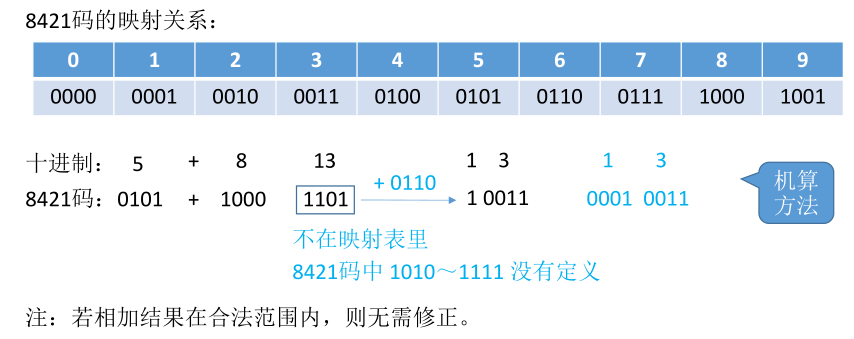 8421码的映射关系：
0 1 2 3 4 5 6 7 8 9
0000 0001 0010 0011 0100 0101 0110 0111 1000 1001
十进制： 5 + 8 13 1 3 1 3
8421码：0101 + 1000 1101 + 0110 1 0011 0001 0011
机算
方法
不在映射表里
8421码中 1010～1111 没有定义
注：若相加结果在合法范围内，则无需修正。